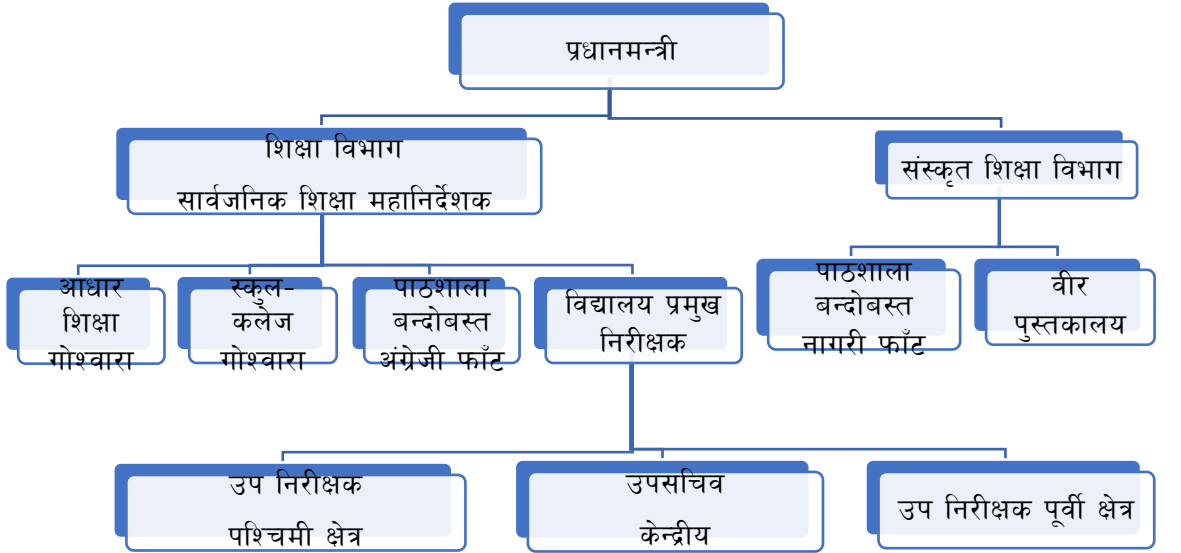 प्रधानमन्त्री
शिक्षा विभाग
सार्वजनिक शिक्षा महानिर्देशक
संस्कृत शिक्षा विभाग
आधार
शिक्षा
गोश्वारा
स्कुल-
कलेज
गोश्वारा
पाठशाला
बन्दोबस्त
अंग्रेजी फाँट
विद्यालय प्रमुख
निरीक्षक
पाठशाला
बन्दोबस्त
नागरी फाँट
वीर
पुस्तकालय
उप निरीक्षक
पश्चिमी क्षेत्र
उपसचिव
केन्द्रीय
उप निरीक्षक पूर्वी क्षेत्र